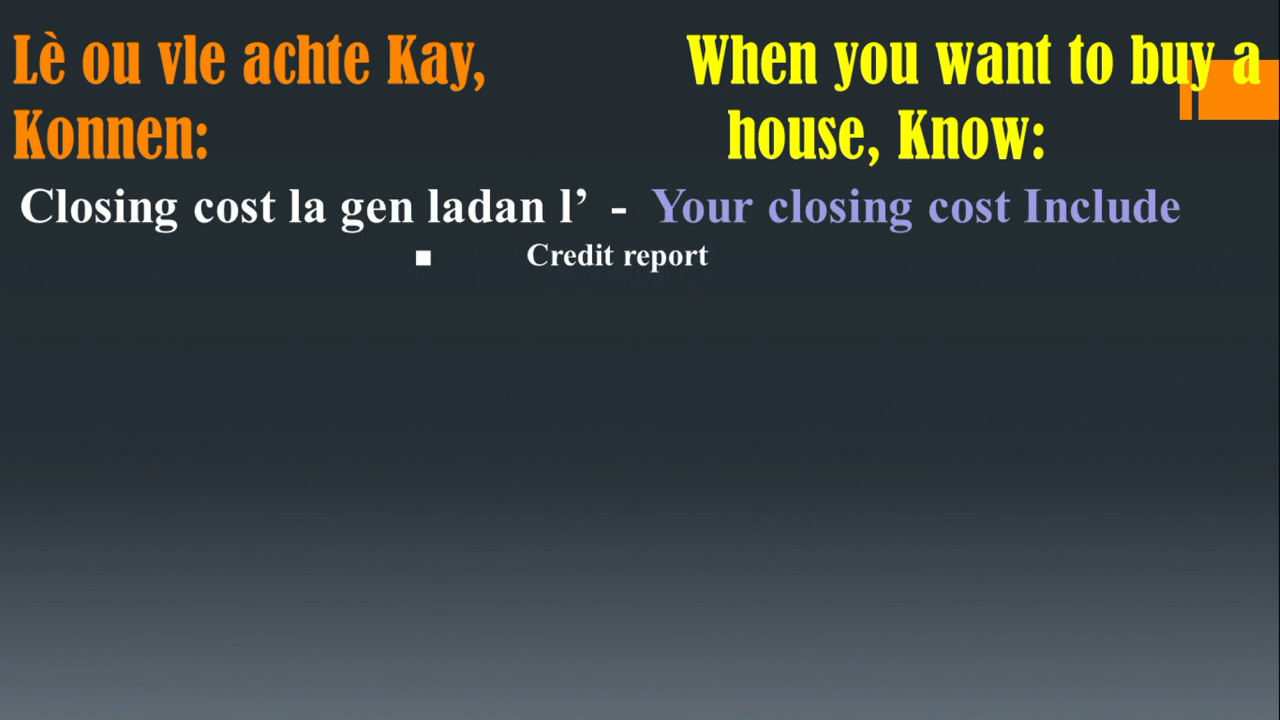 Lè ou vle achte Kay,
Konnen:
When you want to buy a
house, Know:
Closing cost la gen ladan l’ - Your closing cost Include
▪ Credit report